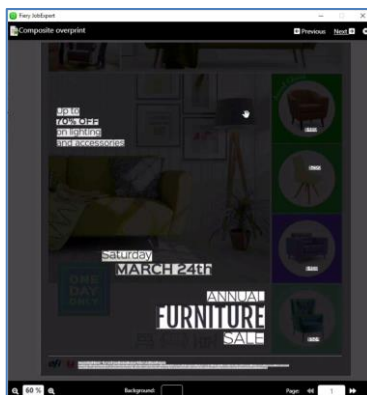 Fiery JobExpert
Composite overprint
Previous
Next
up to
70% OFF
on lighting
and accessories
Saturday
MARCH 24th
ONE
DAY
ONLY
ANNUAL
FURNITURE
SALE
efi
60 %
Background:
Page:
1